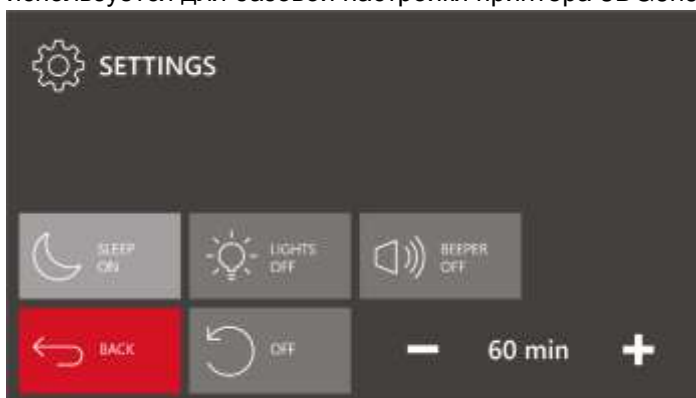 SETTINGS
SLEEP
ON
LIGHTS
OFF
BEEPER
OFF
BACK
OFF
60 min